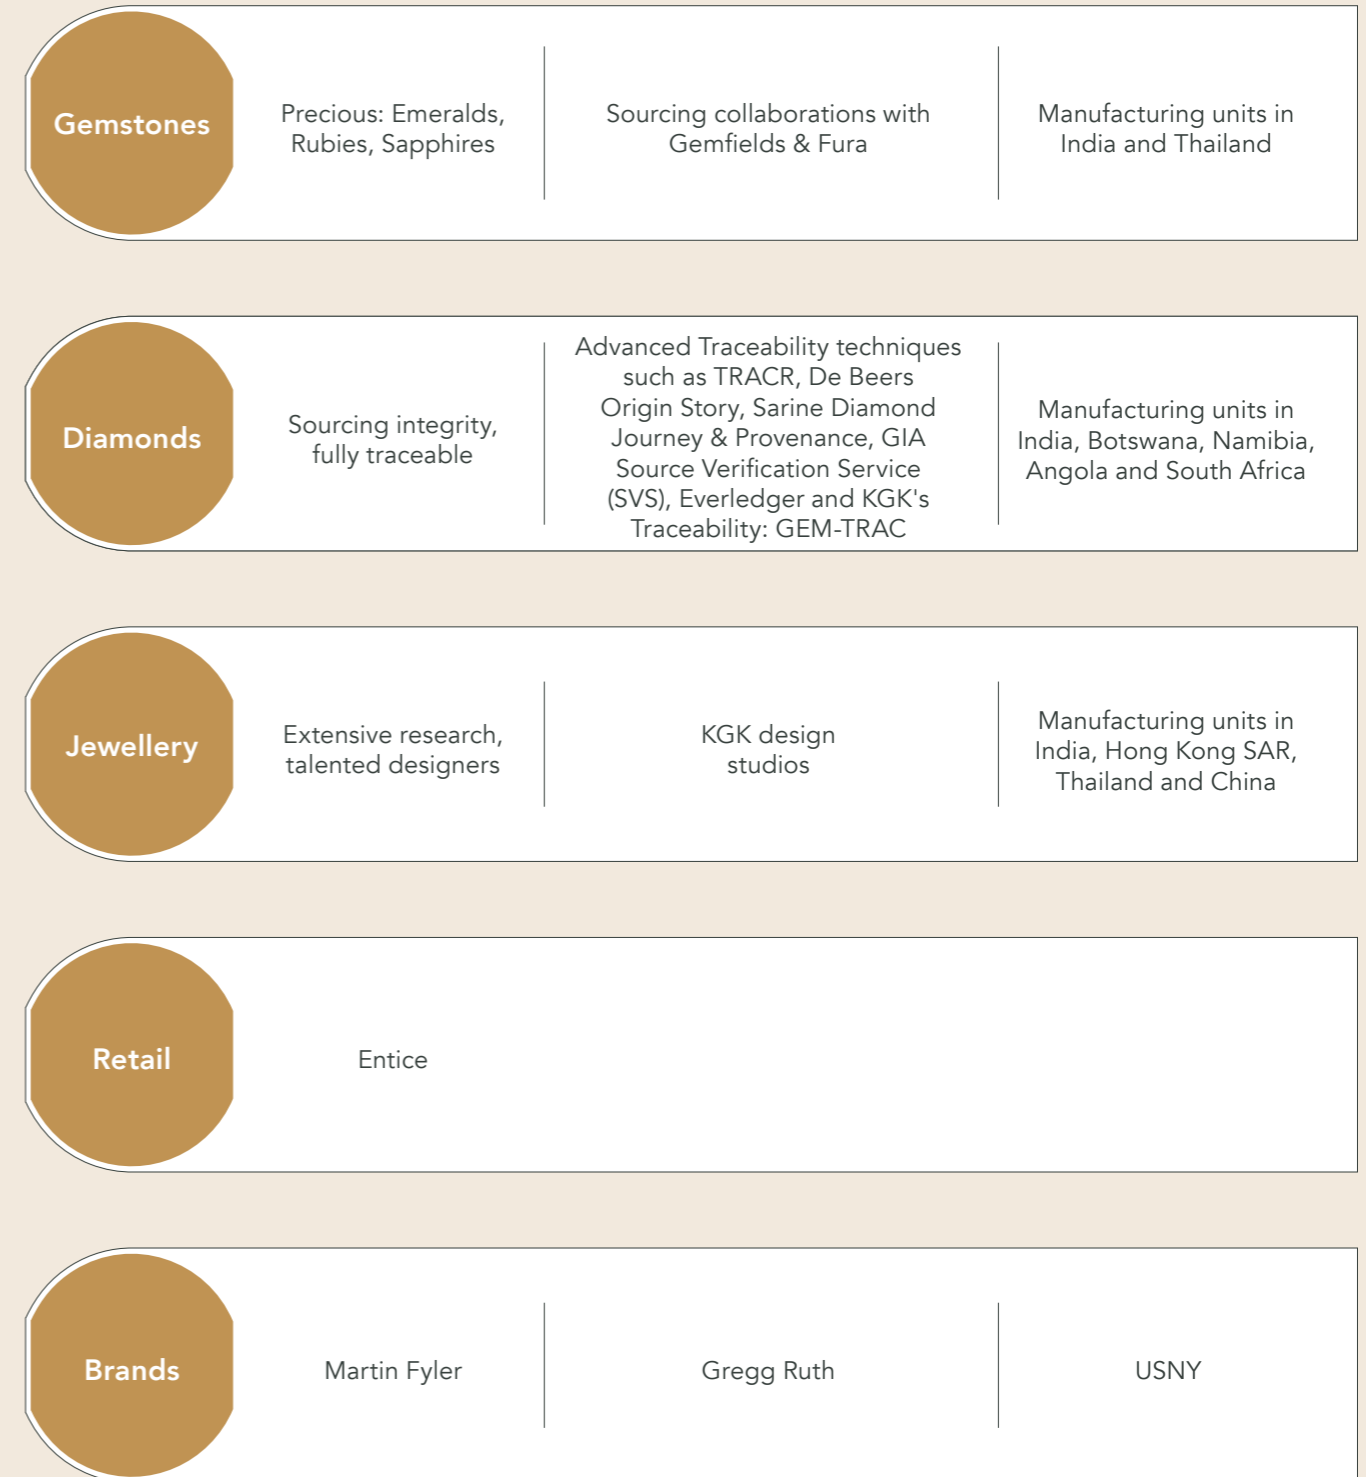 Gemstones
Precious: Emeralds,
Rubies, Sapphires
Sourcing collaborations with
Gemfields & Fura
Manufacturing units in
India and Thailand
Diamonds
Sourcing integrity,
fully traceable
Advanced Traceability techniques
such as TRACR, De Beers
Origin Story, Sarine Diamond
Journey & Provenance, GIA
Source Verification Service
(SVS), Everledger and KGK's
Traceability: GEM-TRAC
Manufacturing units in
India, Botswana, Namibia,
Angola and South Africa
Jewellery
Extensive research,
talented designers
KGK design
studios
Manufacturing units in
India, Hong Kong SAR,
Thailand and China
Retail
Entice
Brands
Martin Fyler
Gregg Ruth
USNY